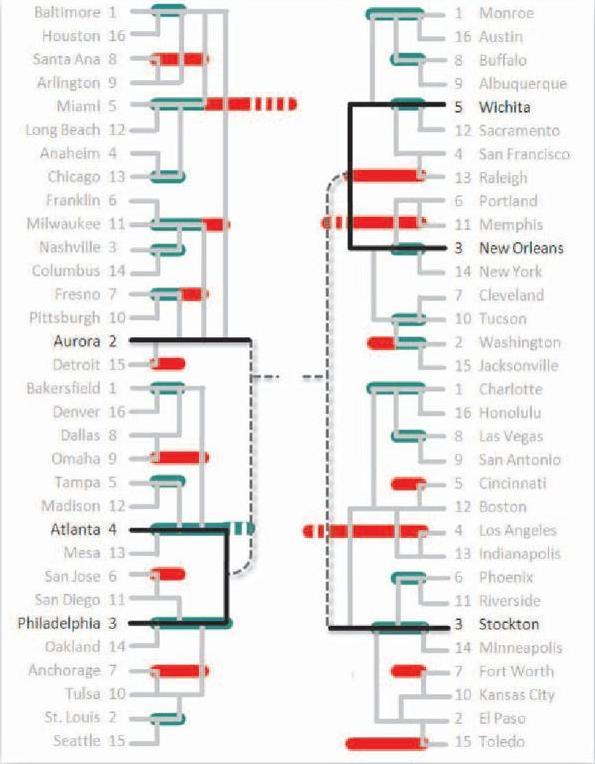 Baltimore 1
Houston 16
Santa Ana 8
Arlington 9
Miami 5
Long Beach 12
Anaheim 4
Chicago 13
Franklin 6
Milwaukee 11
Nashville 3
Columbus 14
Fresno 7
Pittsburgh 10
Aurora 2
Detroit 15
Bakersfield 1
Denver 16
Dallas 8
Omaha 9
Tampa 5
Madison 12
Atlanta 4
Mesa 13
San Jose 6
San Diego 11
Philadelphia 3
Oakland 14
Anchorage 7
Tulsa 10
St. Louis 2
Seattle 15
1 Monroe
16 Austin
8 Buffalo
9 Albuquerque
5 Wichita
12 Sacramento
4 San Francisco
13 Raleigh
6 Portland
11 Memphis
3 New Orleans
14 New York
7 Cleveland
10 Tucson
2 Washington
15 Jacksonville
1 Charlotte
16 Honolulu
8 Las Vegas
9 San Antonio
5 Cincinnati
12 Boston
4 Los Angeles
13 Indianapolis
6 Phoenix
11 Riverside
3 Stockton
14 Minneapolis
7 Fort Worth
10 Kansas City
2 El Paso
15 Toledo